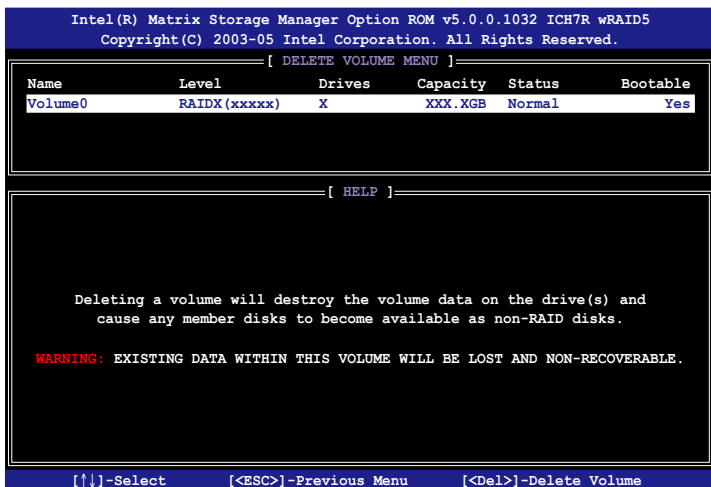 Intel(R) Matrix Storage Manager Option ROM v5.0.0.1032 ICH7R wRAID5
Copyright(C) 2003-05 Intel Corporation. All Rights Reserved.
[ DELETE VOLUME MENU ]
Name Level Drives Capacity Status Bootable
Volume0 RAIDX(xxxxx) X XXX.XGB Normal Yes
[ HELP ]
Deleting a volume will destroy the volume data on the drive(s) and
cause any member disks to become available as non-RAID disks.
WARNING: EXISTING DATA WITHIN THIS VOLUME WILL BE LOST AND NON-RECOVERABLE.
[↑↓]-Select [<ESC>]-Previous Menu [<Del>]-Delete Volume